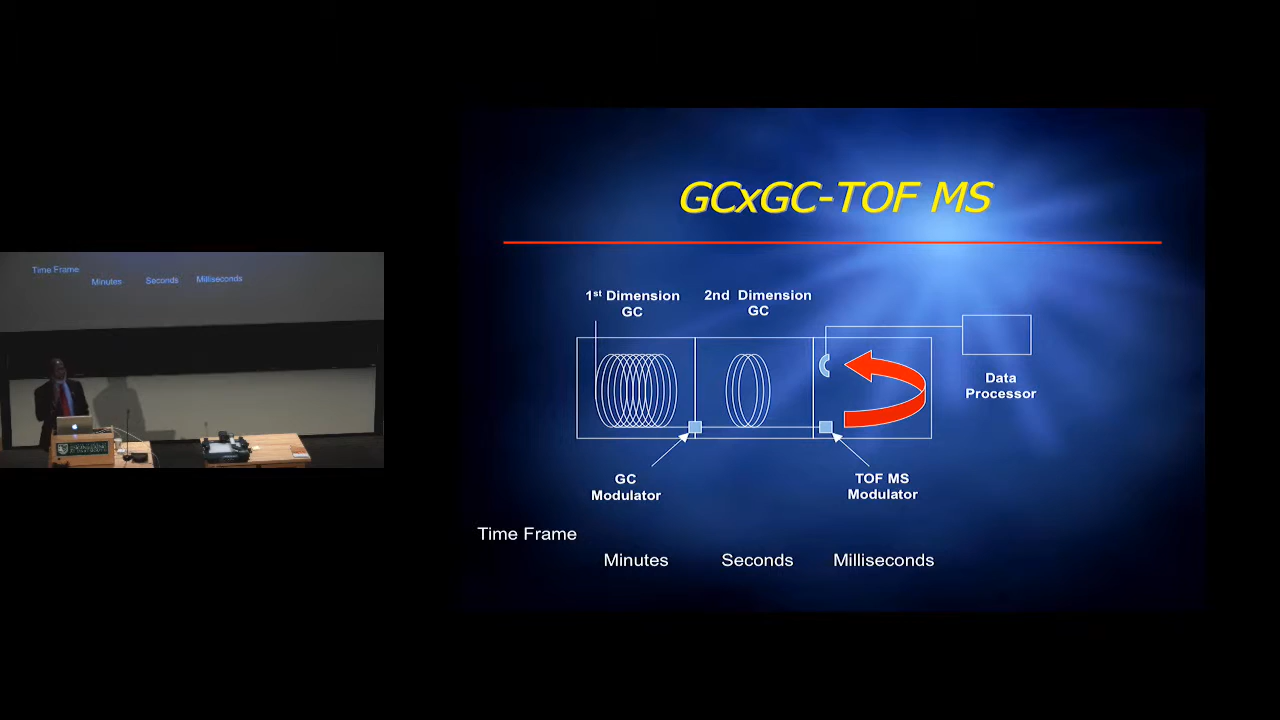 Time Frame
Minutes Seconds Milliseconds
GCxGC-TOF MS
1st Dimension
GC
2nd Dimension
GC
Data
Processor
GC
Modulator
TOF MS
Modulator
Time Frame
Minutes Seconds Milliseconds